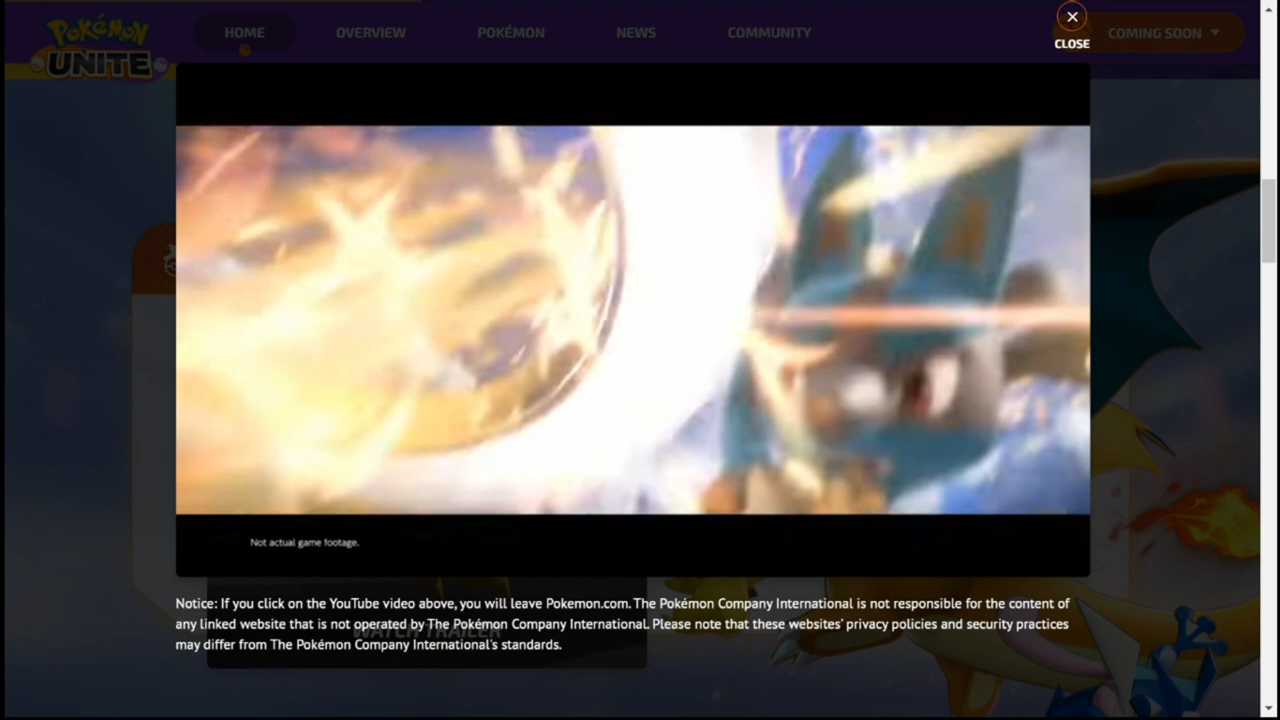 Pokémon
UNITE
HOME
OVERVIEW
POKÉMON
NEWS
COMMUNITY
CLOSE
COMING SOON
Not actual game footage.
Notice: If you click on the YouTube video above, you will leave Pokemon.com. The Pokémon Company International is not responsible for the content of
any linked website that is not operated by The Pokémon Company International. Please note that these websites' privacy policies and security practices
may differ from The Pokémon Company International's standards.
WATCH TRAILER